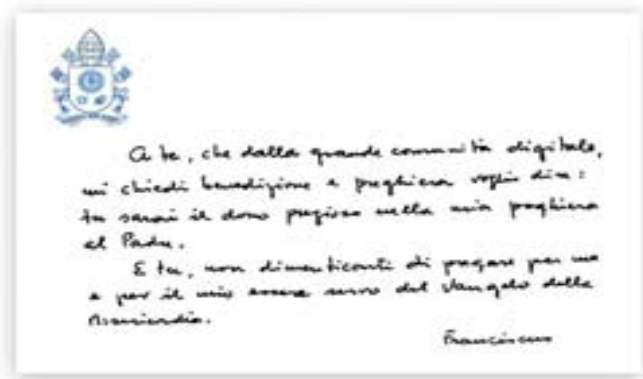 A te, che dalla grande comunità digitale,
mi chiedi benedizione e preghiera voglio dire:
tu sarai il dono prezioso nella mia preghiera
al Padre.
E tu, non dimenticarti di pregare per me
e per il mio essere servo del Vangelo della
Misericordia.
Franciscus